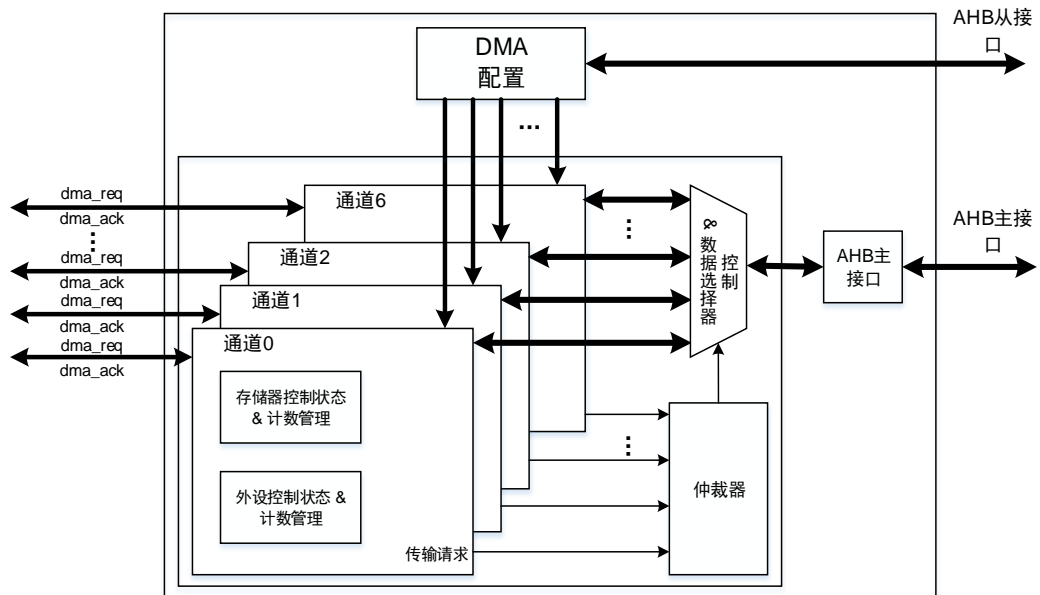 AHB从接
口
DMA
配置
...
dma_req
dma_ack
...
dma_req
dma_ack
dma_req
dma_ack
dma_req
dma_ack
通道6
通道2
通道1
通道0
存储器控制状态
& 计数管理
外设控制状态 &
计数管理
传输请求
...
...
控制
&数据选择器
仲裁器
AHB主
接口
AHB主接
口